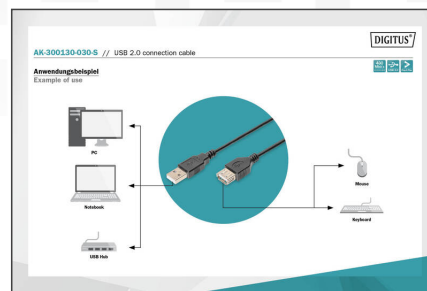 DIGITUS®
AK-300130-030-S // USB 2.0 connection cable
Anwendungsbeispiel
Example of use
PC
Notebook
USB Hub
Mouse
Keyboard